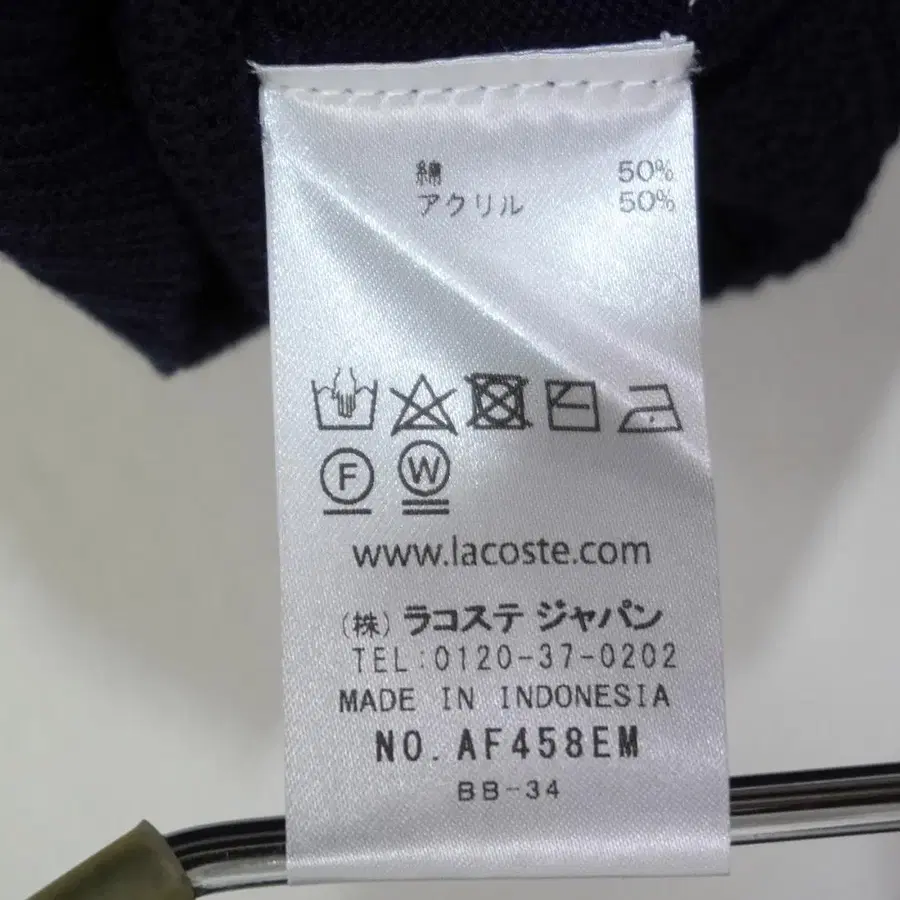 綿 50%
アクリル 50%
F W
www.lacoste.com
(株) ラコステ ジャパン
TEL:0120-37-0202
MADE IN INDONESIA
NO. AF458EM
BB-34